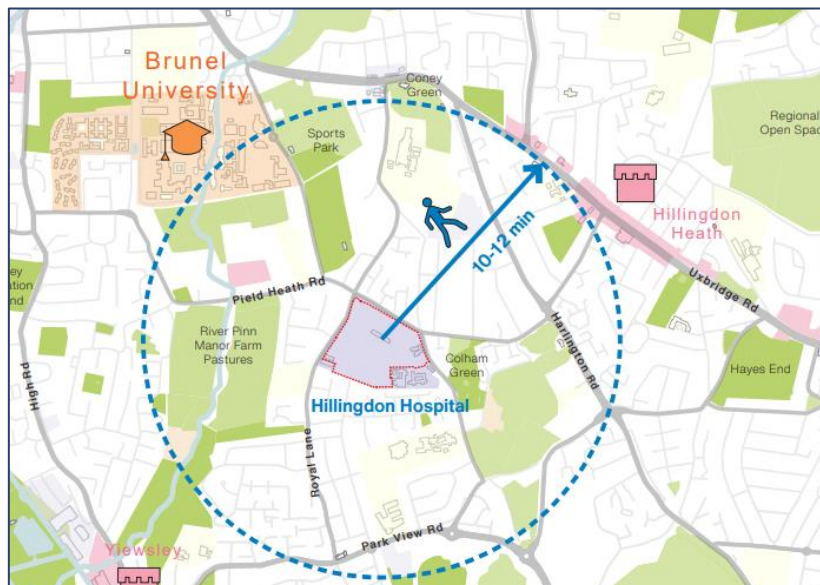 Brunel
University
Coney
Green
Sports
Park
Regional
Open Spac
Hillingdon
Heath
10-12 min
Uxbridge Rd
Pield Heath Rd
Harlington Rd
River Pinn
Manor Farm
Pastures
Colham
Green
Hayes End
High Rd
Hillingdon Hospital
Royal Lane
Park View Rd
Yiewsley